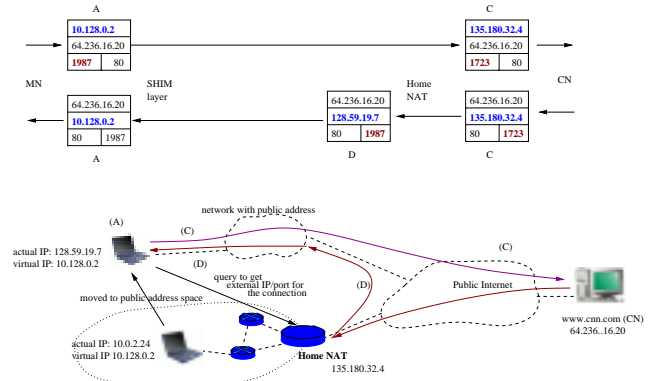 A
C
10.128.0.2
64.236.16.20
1987 80
135.180.32.4
64.236.16.20
1723 80
MN
SHIM
layer
Home
NAT
CN
64.236.16.20
10.128.0.2
80 1987
64.236.16.20
128.59.19.7
80 1987
64.236.16.20
135.180.32.4
80 1723
A
D
C
network with public address
(A)
(C)
(C)
actual IP: 128.59.19.7
virtual IP 10.128.0.2
(D)
query to get
external IP/port for
the connection
(D)
Public Internet
moved to public address space
www.cnn.com (CN)
64.236..16.20
actual IP: 10.0.2.24
virtual IP 10.128.0.2
Home NAT
135.180.32.4